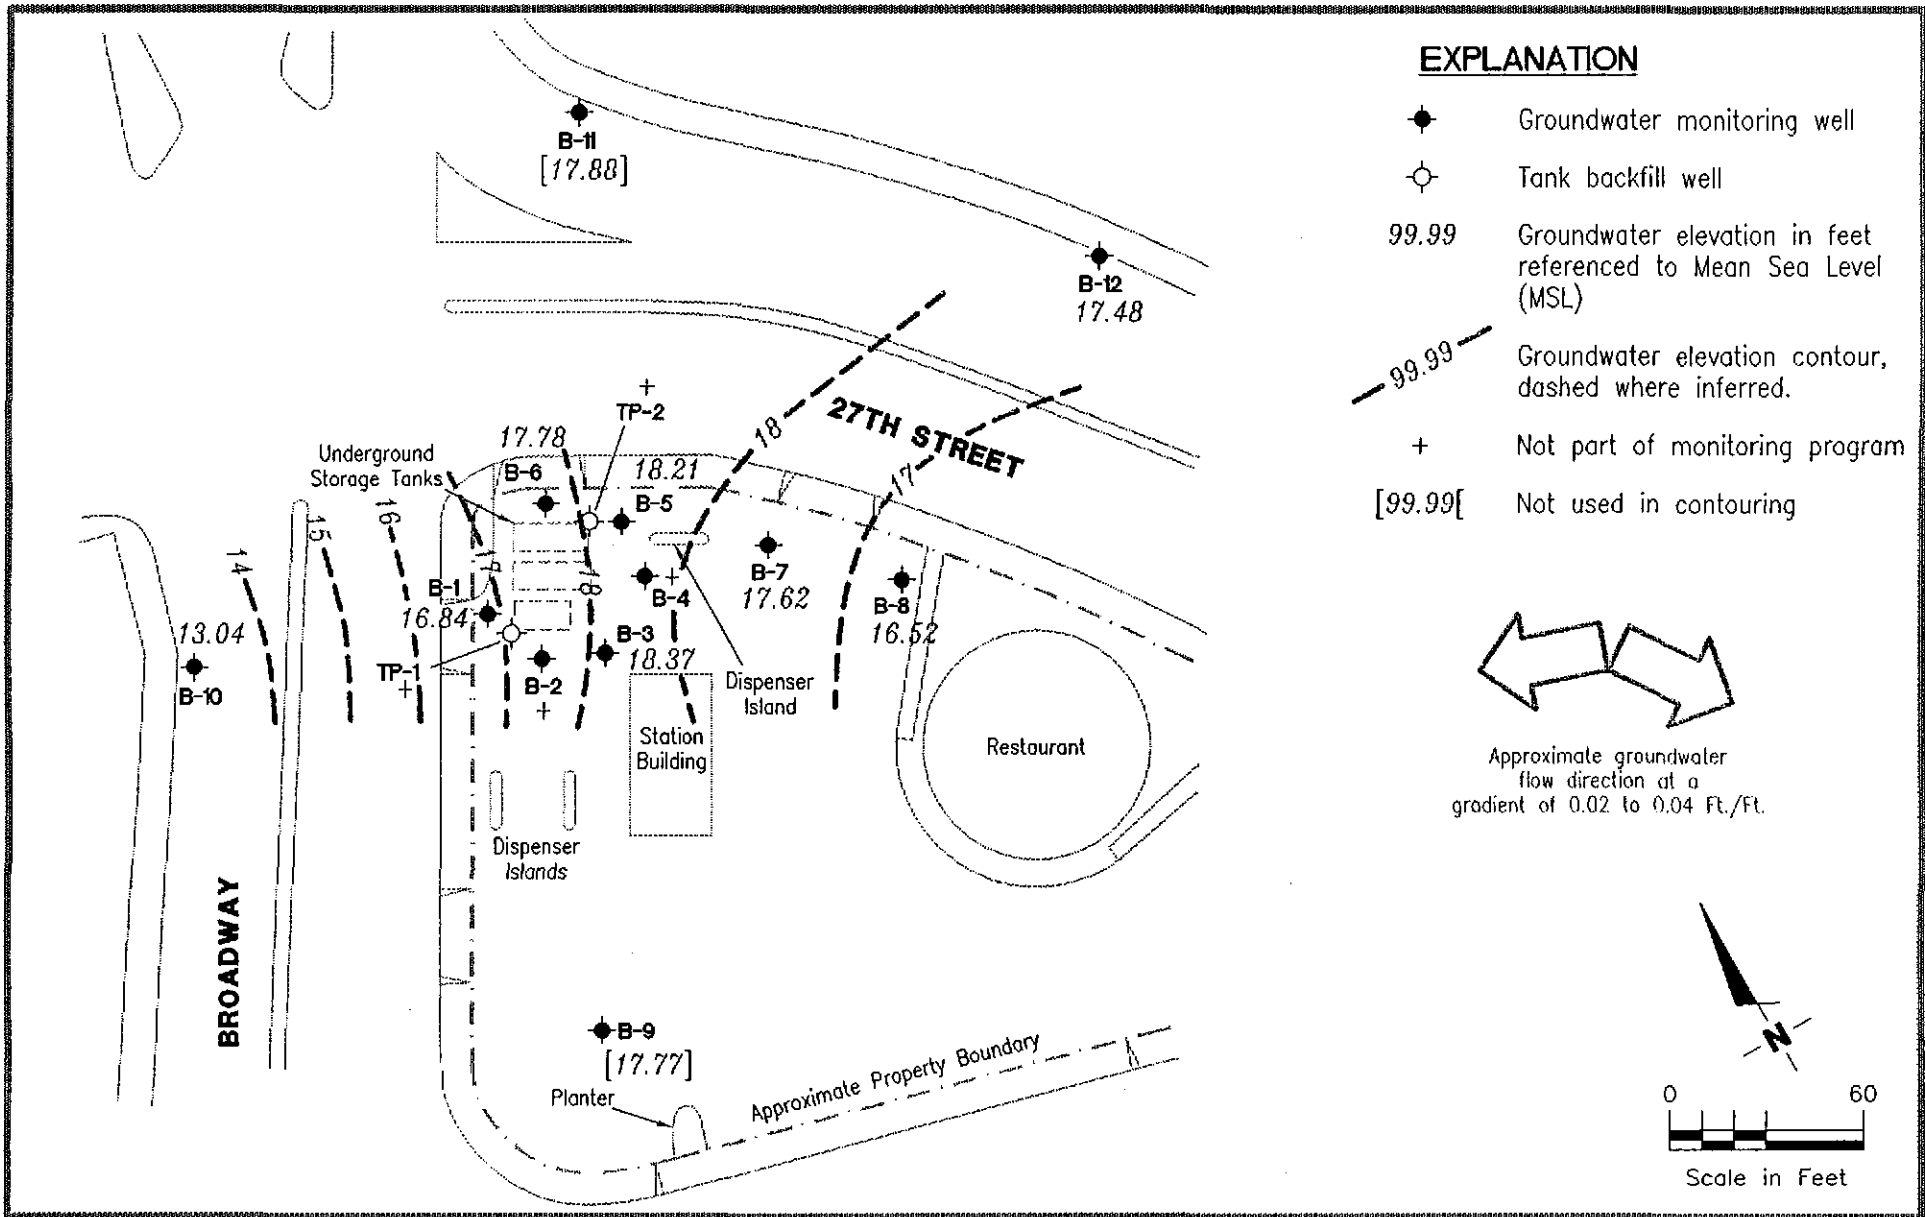 EXPLANATION
Groundwater monitoring well
Tank backfill well
99.99
Groundwater elevation in feet
referenced to Mean Sea Level
(MSL)
99.99
Groundwater elevation contour,
dashed where inferred.
+
Not part of monitoring program
[99.99[
Not used in contouring
B-11
[17.88]
B-12
17.48
TP-2
18
27TH STREET
17
17.78
Underground
Storage Tanks
B-6
18.21
B-5
16
15
14
17
18
B-1
16.84
B-4
B-7
17.62
B-8
16.52
13.04
B-10
TP-1
B-3
18.37
B-2
Dispenser
Island
Station
Building
Restaurant
Dispenser
Islands
BROADWAY
B-9
[17.77]
Planter
Approximate Property Boundary
Approximate groundwater
flow direction at a
gradient of 0.02 to 0.04 Ft./Ft.
N
0 60
Scale in Feet